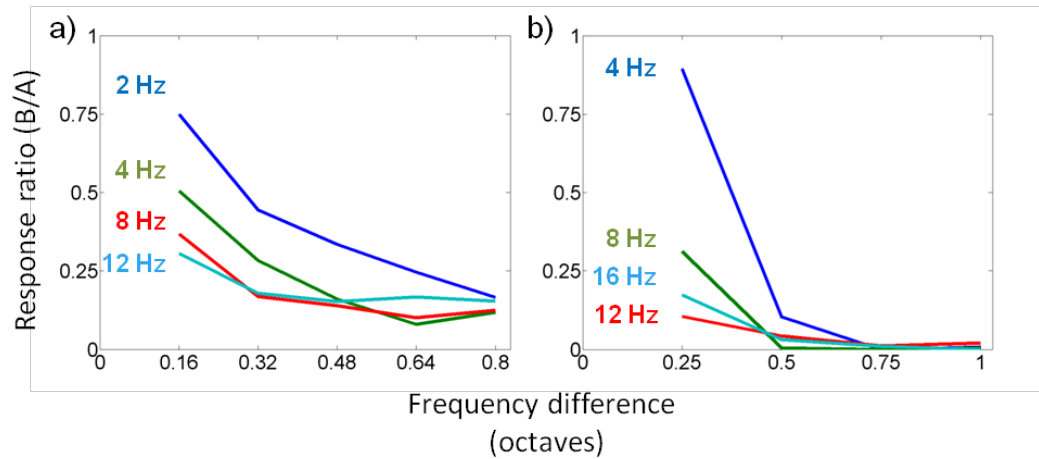 a)
Response ratio (B/A)
1
0.75
0.5
0.25
0
2 Hz
4 Hz
8 Hz
12 Hz
0
0.16
0.32
0.48
0.64
0.8
b)
1
0.75
0.5
0.25
0
4 Hz
8 Hz
16 Hz
12 Hz
0
0.25
0.5
0.75
1
Frequency difference
(octaves)